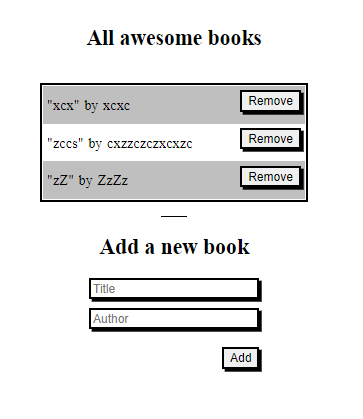 All awesome books
"xcx" by xcxc Remove
"zccs" by cxzzczczxcxzc Remove
"zZ" by ZzZz Remove
Add a new book
Title
Author
Add